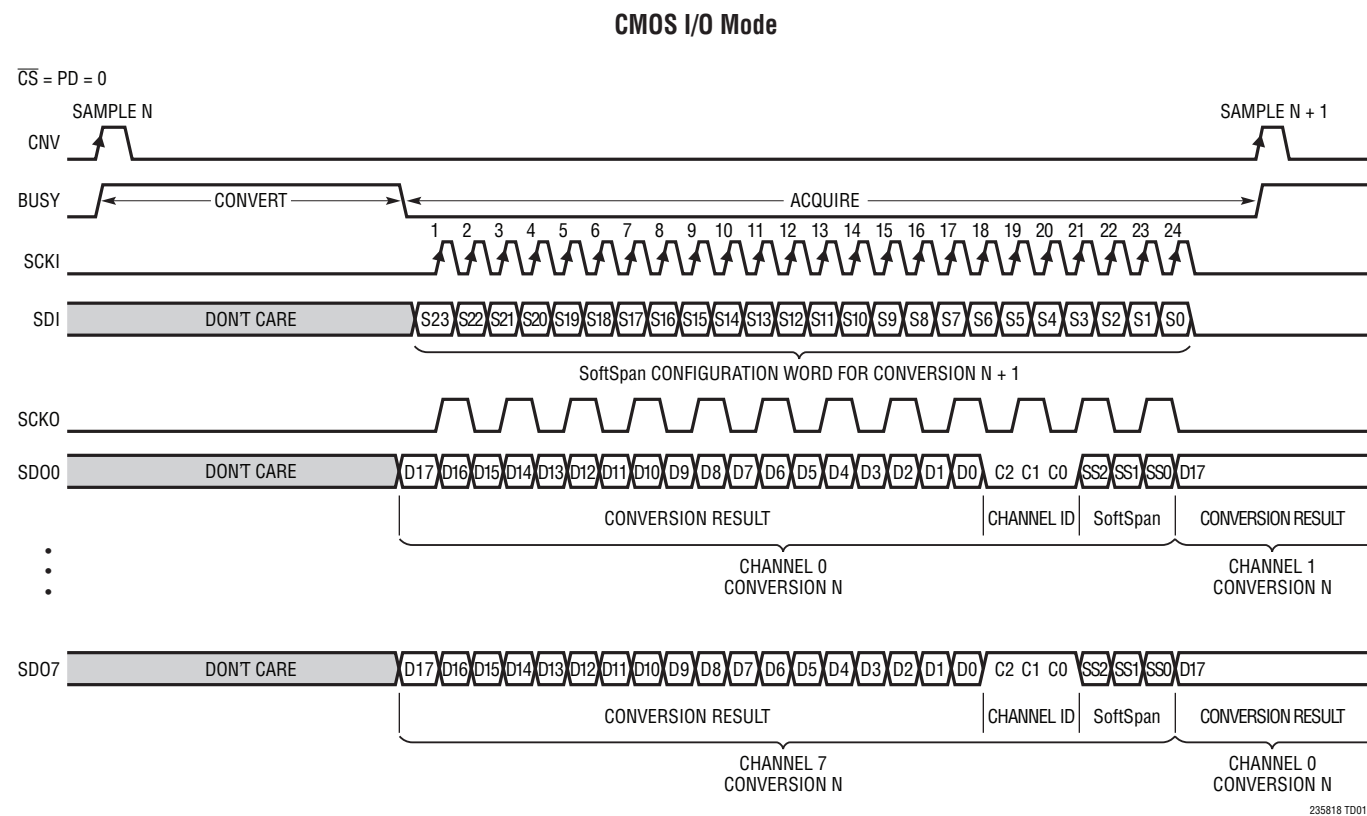 CMOS I/O Mode
CS = PD = 0
SAMPLE N SAMPLE N + 1
CNV
BUSY CONVERT ACQUIRE
1 2 3 4 5 6 7 8 9 10 11 12 13 14 15 16 17 18 19 20 21 22 23 24
SCKI
SDI DON'T CARE S23 S22 S21 S20 S19 S18 S17 S16 S15 S14 S13 S12 S11 S10 S9 S8 S7 S6 S5 S4 S3 S2 S1 S0
SoftSpan CONFIGURATION WORD FOR CONVERSION N + 1
SCKO
SDO0 DON'T CARE D17 D16 D15 D14 D13 D12 D11 D10 D9 D8 D7 D6 D5 D4 D3 D2 D1 D0 C2 C1 C0 SS2 SS1 SS0 D17
CONVERSION RESULT CHANNEL ID SoftSpan CONVERSION RESULT
CHANNEL 0 CHANNEL 1
CONVERSION N CONVERSION N
SDO7 DON'T CARE D17 D16 D15 D14 D13 D12 D11 D10 D9 D8 D7 D6 D5 D4 D3 D2 D1 D0 C2 C1 C0 SS2 SS1 SS0 D17
CONVERSION RESULT CHANNEL ID SoftSpan CONVERSION RESULT
CHANNEL 7 CHANNEL 0
CONVERSION N CONVERSION N
235818 TD01